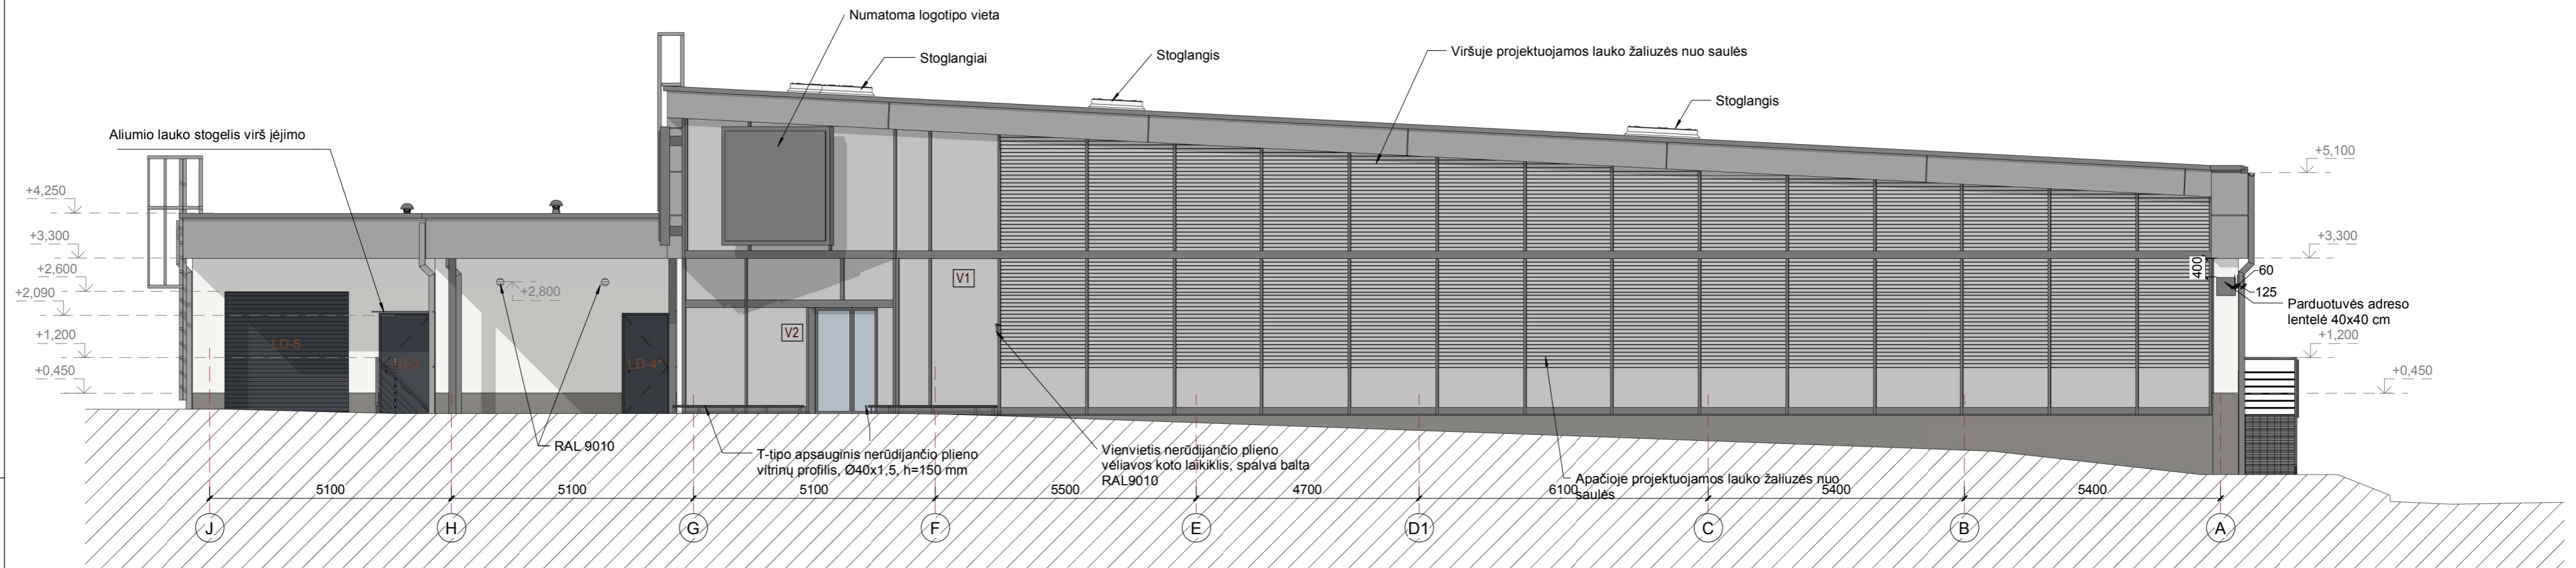 Numatoma logotipo vieta
Stoglangiai
Stoglangis
Viršuje projektuojamos lauko žaliuzės nuo saulės
Stoglangis
Aliumio lauko stogelis virš įėjimo
+5,100
+4,250
+3,300
+3,300
+2,600
+2,090
+2,800
+1,200
+0,450
400
60
125
Parduotuvės adreso
lentelė 40x40 cm
+1,200
+0,450
V1
V2
LD-5
LD-2
LD-4*
RAL 9010
T-tipo apsauginis nerūdijančio plieno
vitrinų profilis, Ø40x1,5, h=150 mm
Vienvietis nerūdijančio plieno
vėliavos koto laikiklis, spalva balta
RAL9010
Apačioje projektuojamos lauko žaliuzės nuo
saulės
5100
5100
5100
5500
4700
6100
5400
5400
J
H
G
F
E
D1
C
B
A